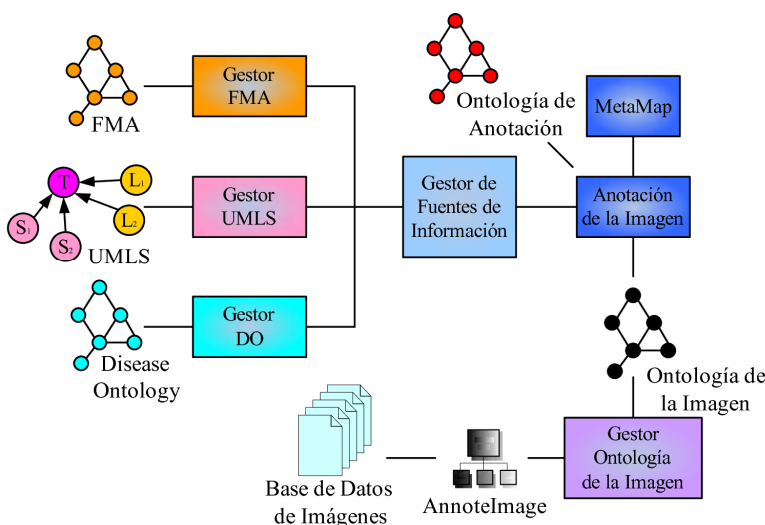 Gestor
FMA
FMA
Ontología de
Anotación
MetaMap
T
L1
L2
S1
S2
UMLS
Gestor
UMLS
Gestor de
Fuentes de
Información
Anotación
de la Imagen
Disease
Ontology
Gestor
DO
Ontología de
la Imagen
Base de Datos
de Imágenes
AnnoteImage
Gestor
Ontología
de la Imagen